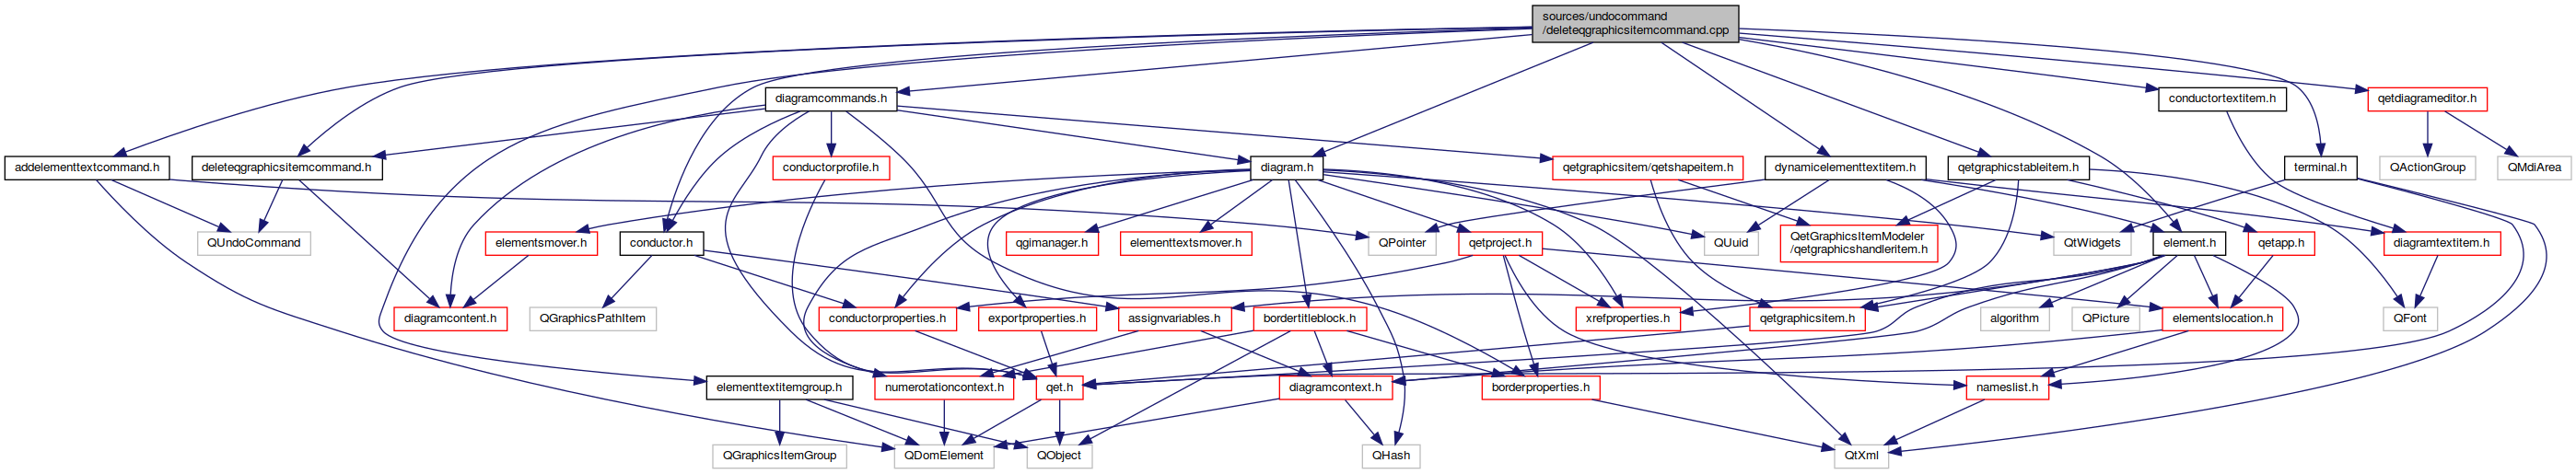 sources/undocommand
/deleteqgraphicsitemcommand.cpp
diagramcommands.h
conductortextitem.h
qetdiagrameditor.h
addelementtextcommand.h
deleteqgraphicsitemcommand.h
conductorprofile.h
diagram.h
qetgraphicsitem/qetshapeitem.h
dynamicelementtextitem.h
qetgraphicstableitem.h
terminal.h
QActionGroup
QMdiArea
QUndoCommand
elementsmover.h
conductor.h
qgimanager.h
elementtextsmover.h
QPointer
qetproject.h
QUuid
QetGraphicsItemModeler
/qetgraphicshandleritem.h
QtWidgets
element.h
qetapp.h
diagramtextitem.h
diagramcontent.h
QGraphicsPathItem
conductorproperties.h
exportproperties.h
assignvariables.h
bordertitleblock.h
xrefproperties.h
qetgraphicsitem.h
algorithm
QPicture
elementslocation.h
QFont
elementtextitemgroup.h
numerotationcontext.h
qet.h
diagramcontext.h
borderproperties.h
nameslist.h
QGraphicsItemGroup
QDomElement
QObject
QHash
QtXml